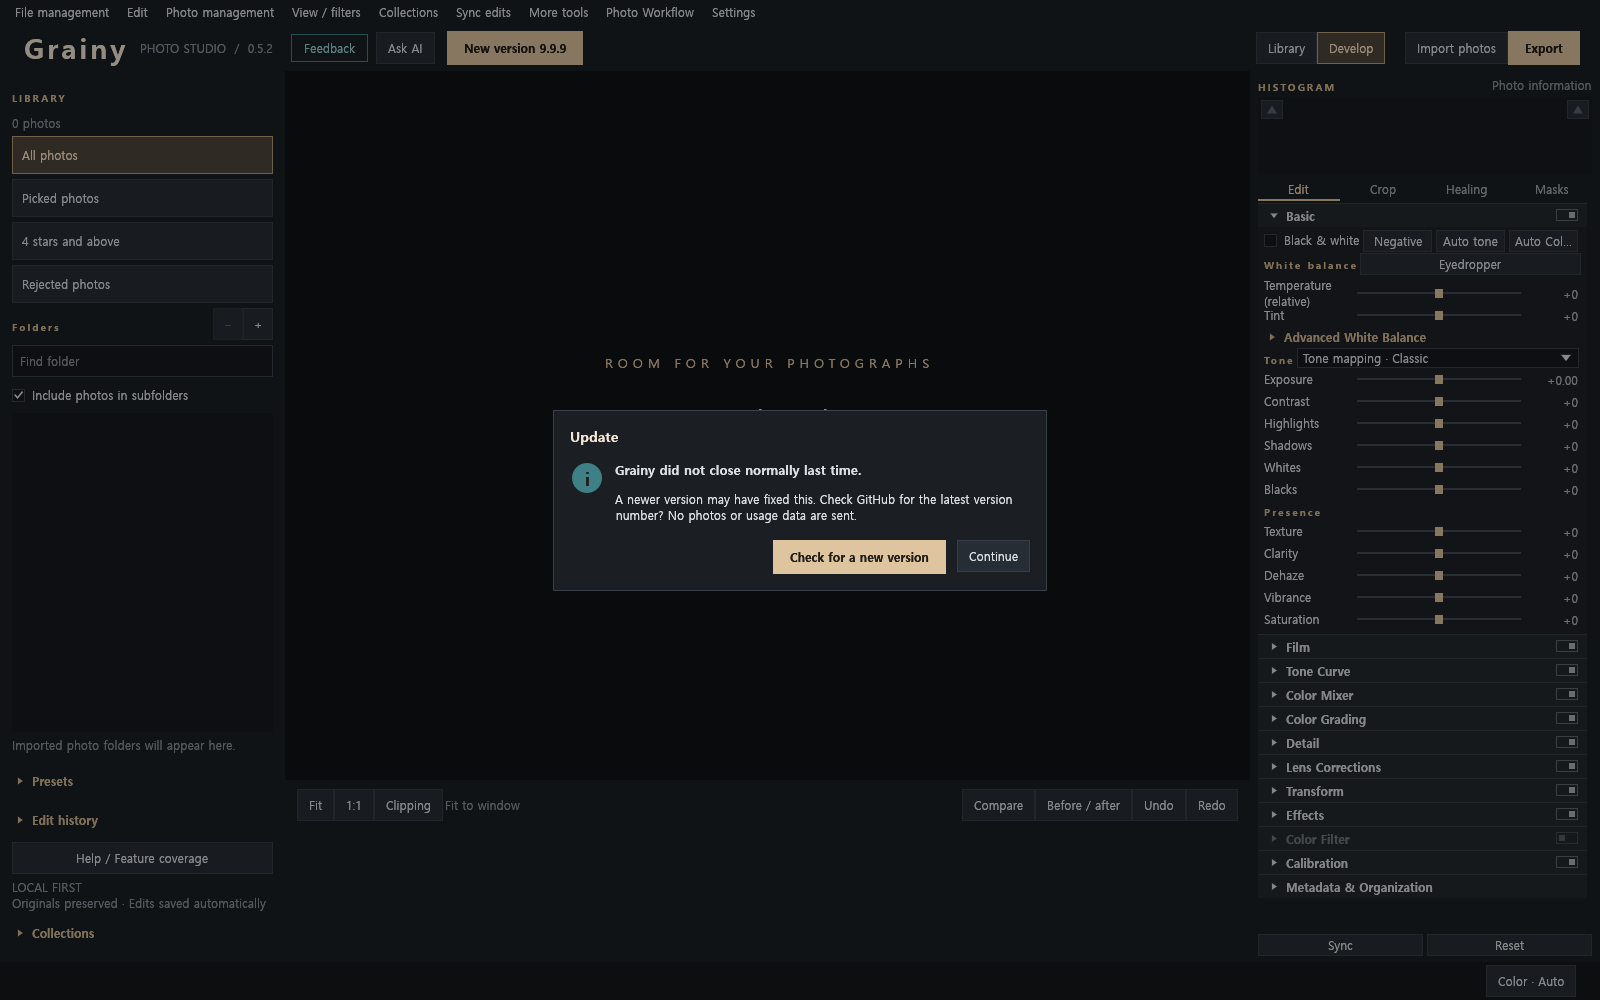 File management Edit Photo management View / filters Collections Sync edits More tools Photo Workflow Settings
Grainy PHOTO STUDIO / 0.5.2 Feedback Ask AI New version 9.9.9 Library Develop Import photos Export
LIBRARY
0 photos
All photos
Picked photos
4 stars and above
Rejected photos
Folders − +
Find folder
Include photos in subfolders
Imported photo folders will appear here.
Presets
Edit history
Help / Feature coverage
LOCAL FIRST
Originals preserved · Edits saved automatically
Collections
ROOM FOR YOUR PHOTOGRAPHS
Update
Grainy did not close normally last time.
A newer version may have fixed this. Check GitHub for the latest version
number? No photos or usage data are sent.
Check for a new version Continue
Fit 1:1 Clipping Fit to window Compare Before / after Undo Redo
HISTOGRAM Photo information
Edit Crop Healing Masks
Basic
Black & white Negative Auto tone Auto Col...
White balance Eyedropper
Temperature
(relative) +0
Tint +0
Advanced White Balance
Tone Tone mapping · Classic
Exposure +0.00
Contrast +0
Highlights +0
Shadows +0
Whites +0
Blacks +0
Presence
Texture +0
Clarity +0
Dehaze +0
Vibrance +0
Saturation +0
Film
Tone Curve
Color Mixer
Color Grading
Detail
Lens Corrections
Transform
Effects
Color Filter
Calibration
Metadata & Organization
Sync Reset
Color · Auto